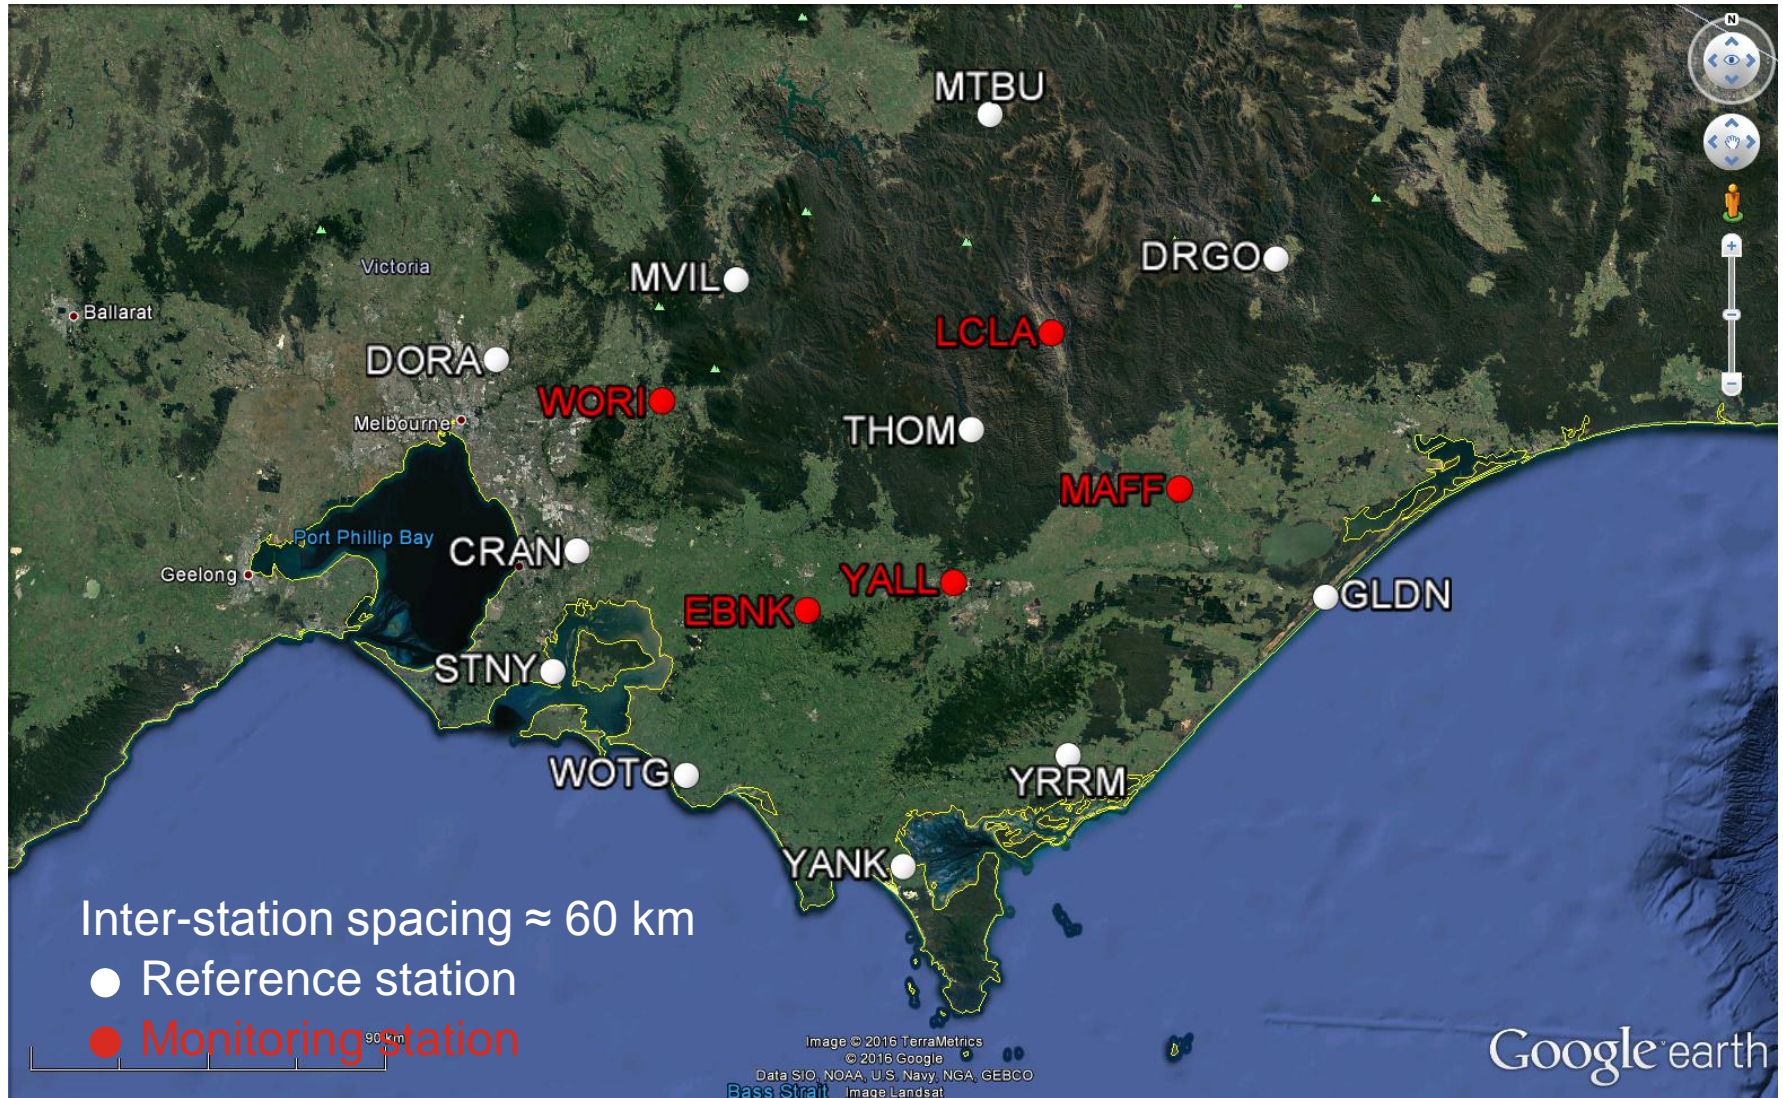 N
MTBU
DRGO
MVIL
Victoria
Ballarat
LCLA
DORA
WORI
Melbourne
THOM
MAFF
Port Phillip Bay
CRAN
Geelong
YALL
EBNK
GLDN
STNY
WOTG
YRRM
YANK
Inter-station spacing ≈ 60 km
Reference station
Monitoring station
90 km
Image © 2016 TerraMetrics
© 2016 Google
Data SIO, NOAA, U.S. Navy, NGA, GEBCO
Bass Strait
Image Landsat
Google earth